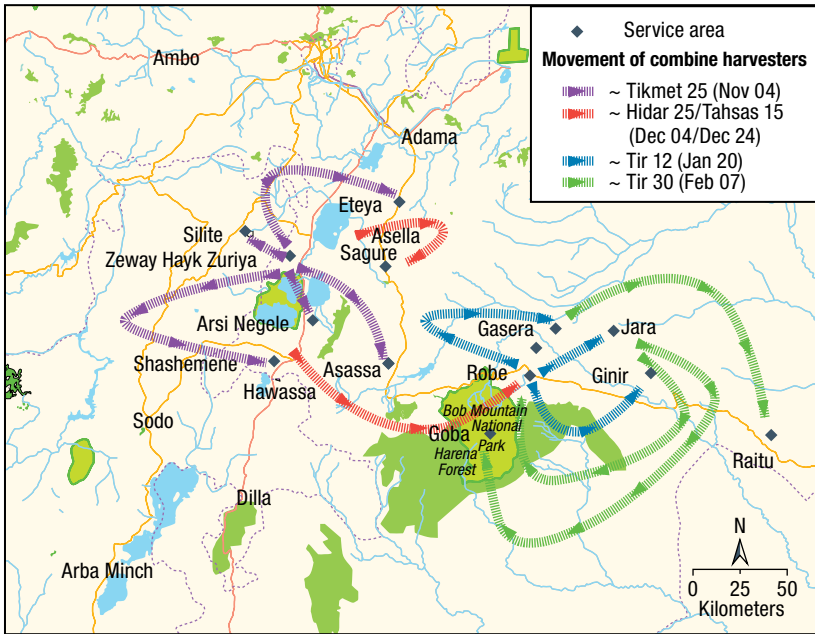 Service area
Movement of combine harvesters
~ Tikmet 25 (Nov 04)
~ Hidar 25/Tahsas 15
(Dec 04/Dec 24)
~ Tir 12 (Jan 20)
~ Tir 30 (Feb 07)
Ambo
Adama
Eteya
Silite
Asella
Sagure
Zeway Hayk Zuriya
Arsi Negele
Gasera
Jara
Shashemene
Asassa
Robe
Ginir
Hawassa
Bob Mountain
National
Park
Sodo
Goba
Harena
Forest
Raitu
Dilla
Arba Minch
N
0 25 50
Kilometers